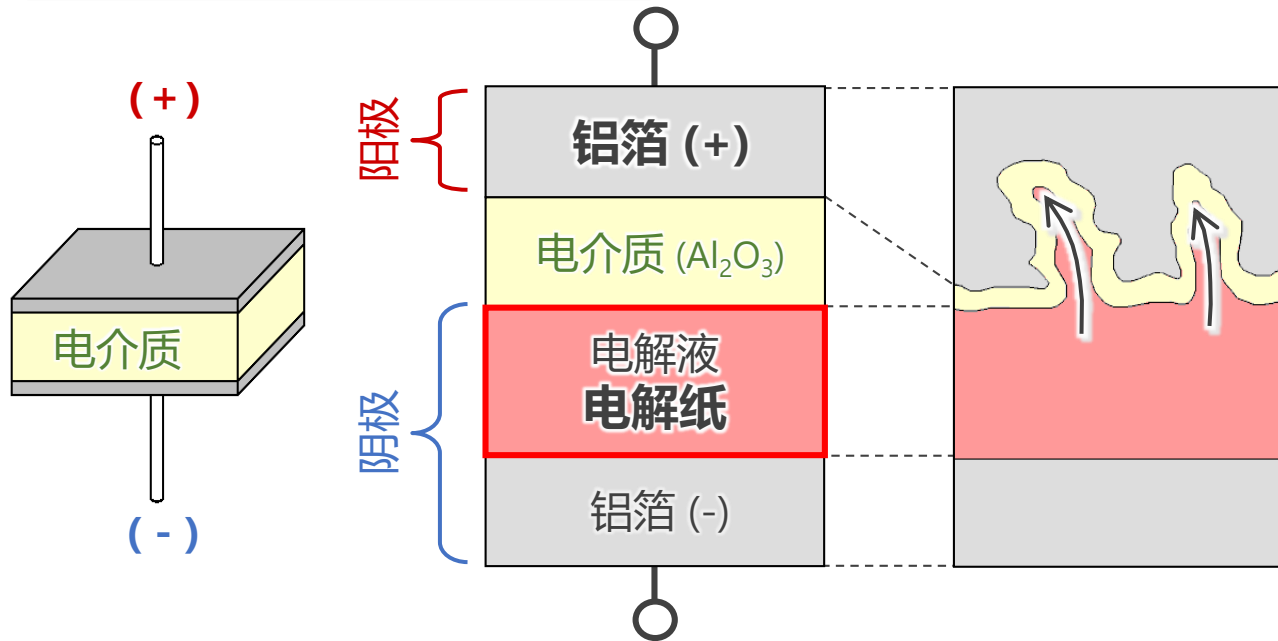 ( + )
电介质
( - )
阳极
铝箔 (+)
电介质 (Al₂O₃)
阴极
电解液
电解纸
铝箔 (-)